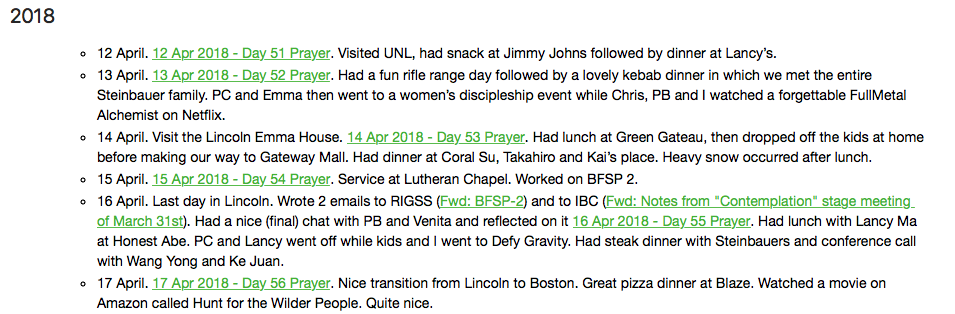 2018
12 April. 12 Apr 2018 - Day 51 Prayer. Visited UNL, had snack at Jimmy Johns followed by dinner at Lancy's.
13 April. 13 Apr 2018 - Day 52 Prayer. Had a fun rifle range day followed by a lovely kebab dinner in which we met the entire
Steinbauer family. PC and Emma then went to a women's discipleship event while Chris, PB and I watched a forgettable FullMetal
Alchemist on Netflix.
14 April. Visit the Lincoln Emma House. 14 Apr 2018 - Day 53 Prayer. Had lunch at Green Gateau, then dropped off the kids at home
before making our way to Gateway Mall. Had dinner at Coral Su, Takahiro and Kai's place. Heavy snow occurred after lunch.
15 April. 15 Apr 2018 - Day 54 Prayer. Service at Lutheran Chapel. Worked on BFSP 2.
16 April. Last day in Lincoln. Wrote 2 emails to RIGSS (Fwd: BFSP-2) and to IBC (Fwd: Notes from "Contemplation" stage meeting
of March 31st). Had a nice (final) chat with PB and Venita and reflected on it 16 Apr 2018 - Day 55 Prayer. Had lunch with Lancy Ma
at Honest Abe. PC and Lancy went off while kids and I went to Defy Gravity. Had steak dinner with Steinbauers and conference call
with Wang Yong and Ke Juan.
17 April. 17 Apr 2018 - Day 56 Prayer. Nice transition from Lincoln to Boston. Great pizza dinner at Blaze. Watched a movie on
Amazon called Hunt for the Wilder People. Quite nice.